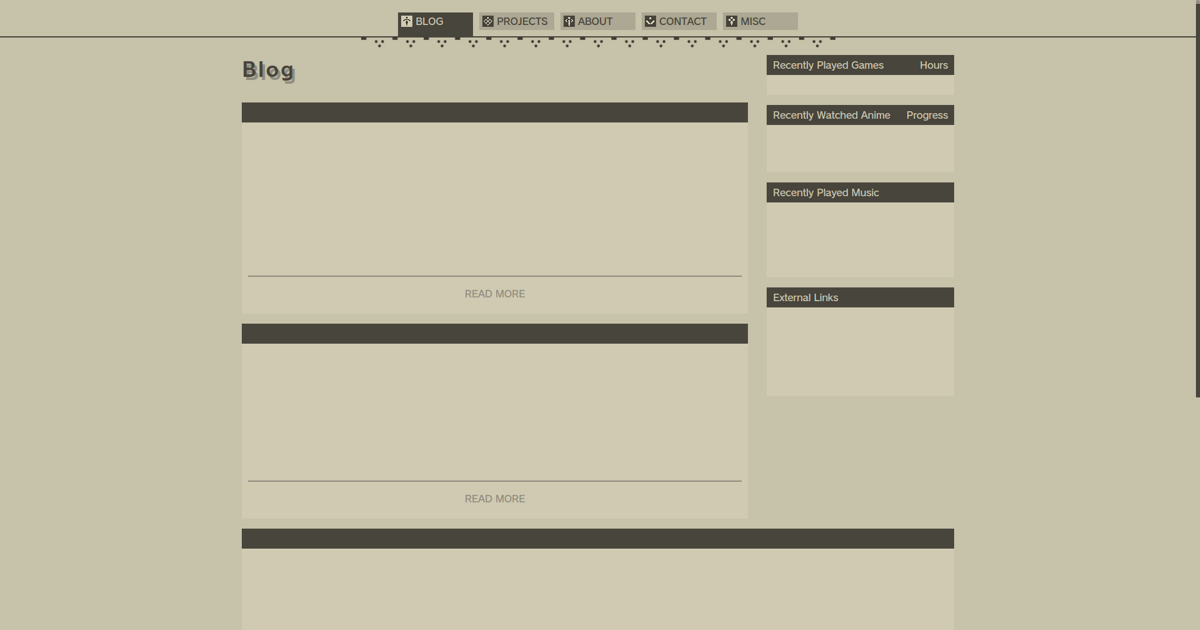 BLOG PROJECTS ABOUT CONTACT MISC
Blog
READ MORE
READ MORE
Recently Played Games Hours
Recently Watched Anime Progress
Recently Played Music
External Links